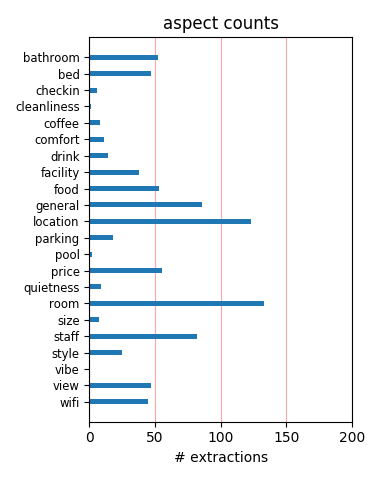 aspect counts
bathroom
bed
checkin
cleanliness
coffee
comfort
drink
facility
food
general
location
parking
pool
price
quietness
room
size
staff
style
vibe
view
wifi
0 50 100 150 200
# extractions